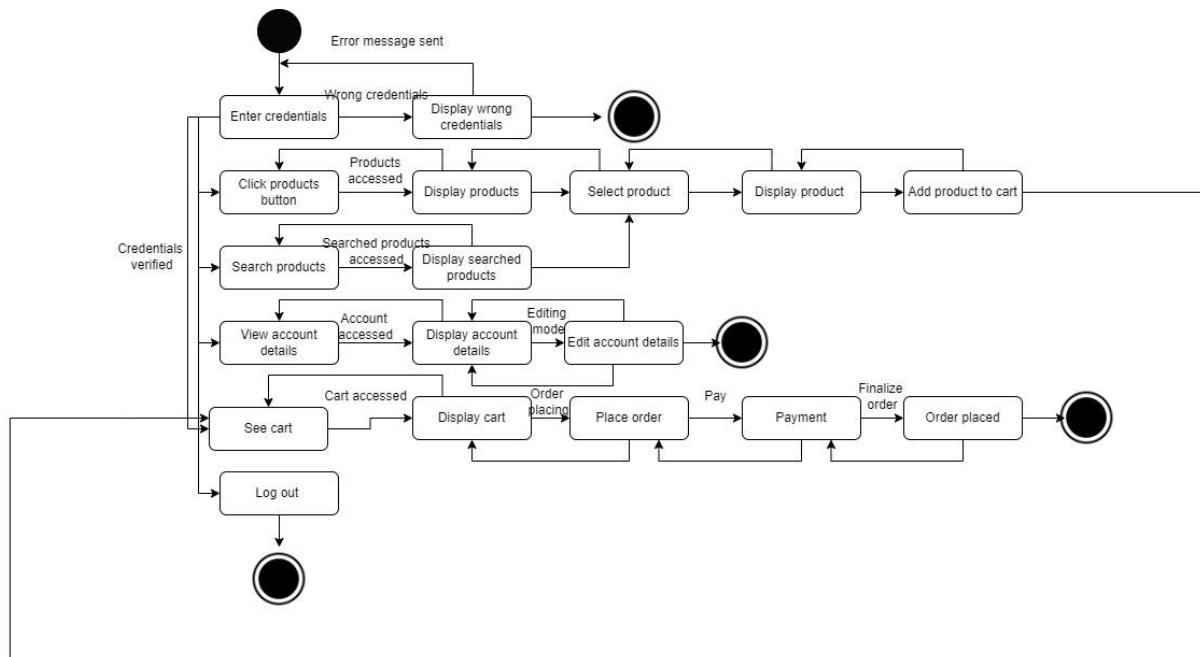 Error message sent
Wrong credentials
Enter credentials
Display wrong
credentials
Products
accessed
Click products
button
Display products
Select product
Display product
Add product to cart
Credentials
verified
Searched products
accessed
Search products
Display searched
products
Account
accessed
Editing
mode
View account
details
Display account
details
Edit account details
Cart accessed
Order
placing
Pay
Finalize
order
See cart
Display cart
Place order
Payment
Order placed
Log out